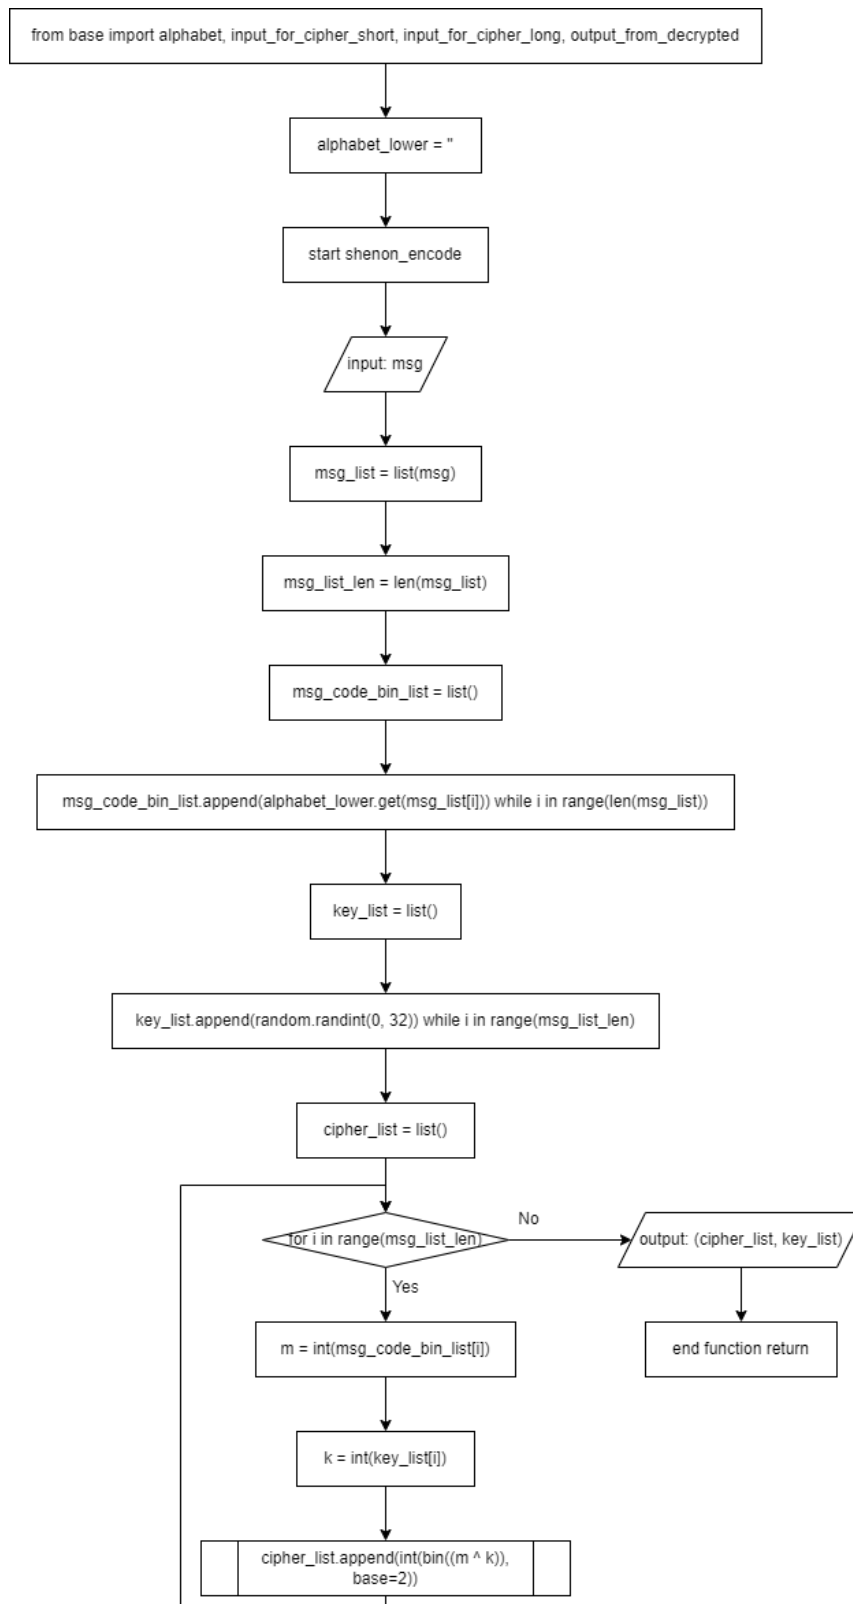 from base import alphabet, input_for_cipher_short, input_for_cipher_long, output_from_decrypted
alphabet_lower = "
start shenon_encode
input: msg
msg_list = list(msg)
msg_list_len = len(msg_list)
msg_code_bin_list = list()
msg_code_bin_list.append(alphabet_lower.get(msg_list[i])) while i in range(len(msg_list))
key_list = list()
key_list.append(random.randint(0, 32)) while i in range(msg_list_len)
cipher_list = list()
for i in range(msg_list_len)
No
output: (cipher_list, key_list)
Yes
m = int(msg_code_bin_list[i])
end function return
k = int(key_list[i])
cipher_list.append(int(bin((m ^ k)),
base=2))